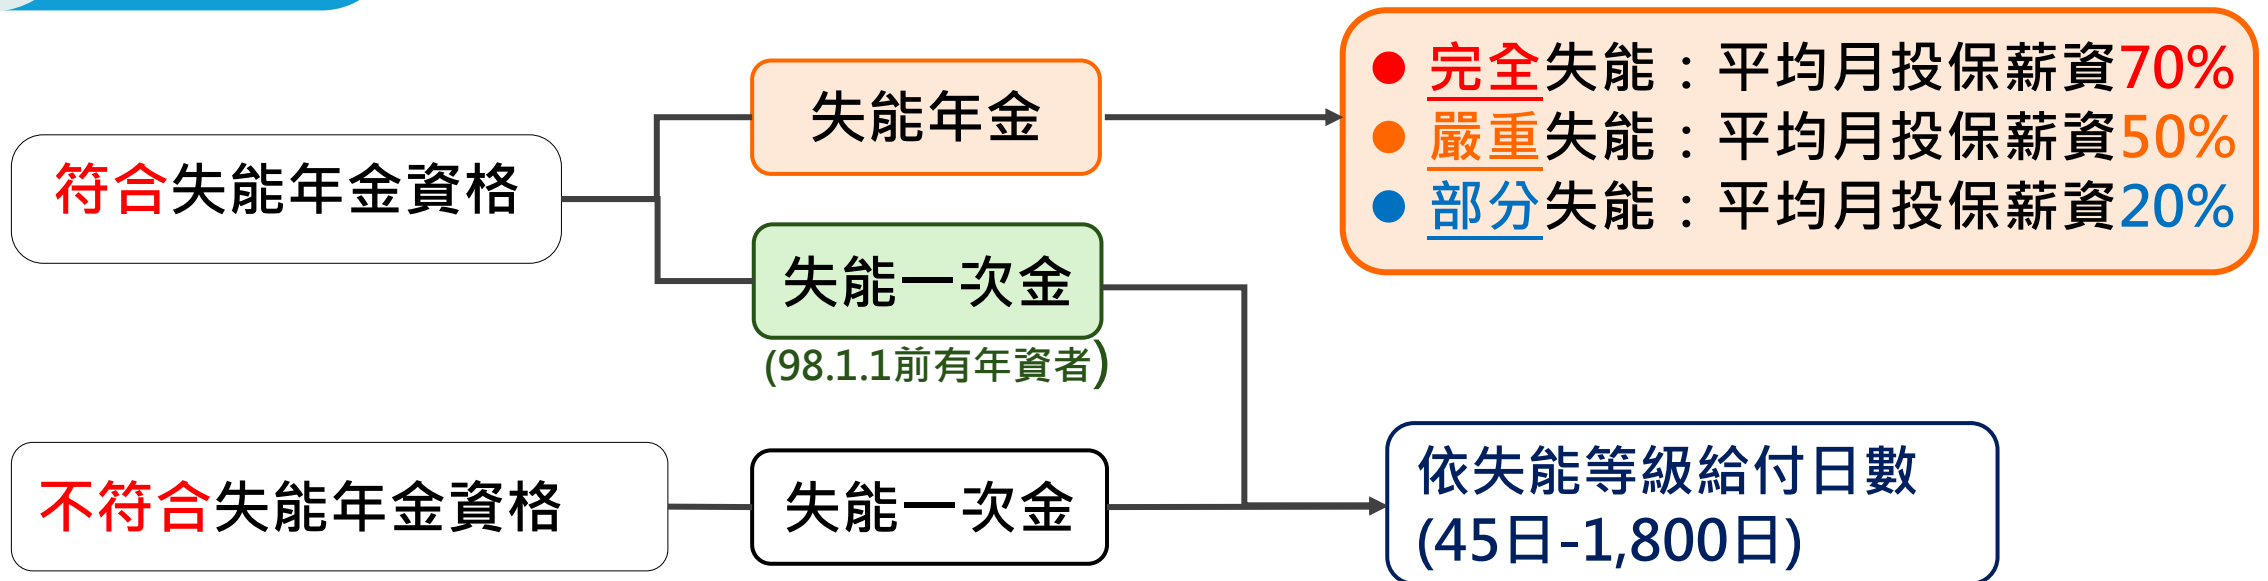 符合失能年金資格
失能年金
● 完全失能：平均月投保薪資70%
● 嚴重失能：平均月投保薪資50%
● 部分失能：平均月投保薪資20%
失能一次金
(98.1.1前有年資者)
不符合失能年金資格
失能一次金
依失能等級給付日數
(45日-1,800日)